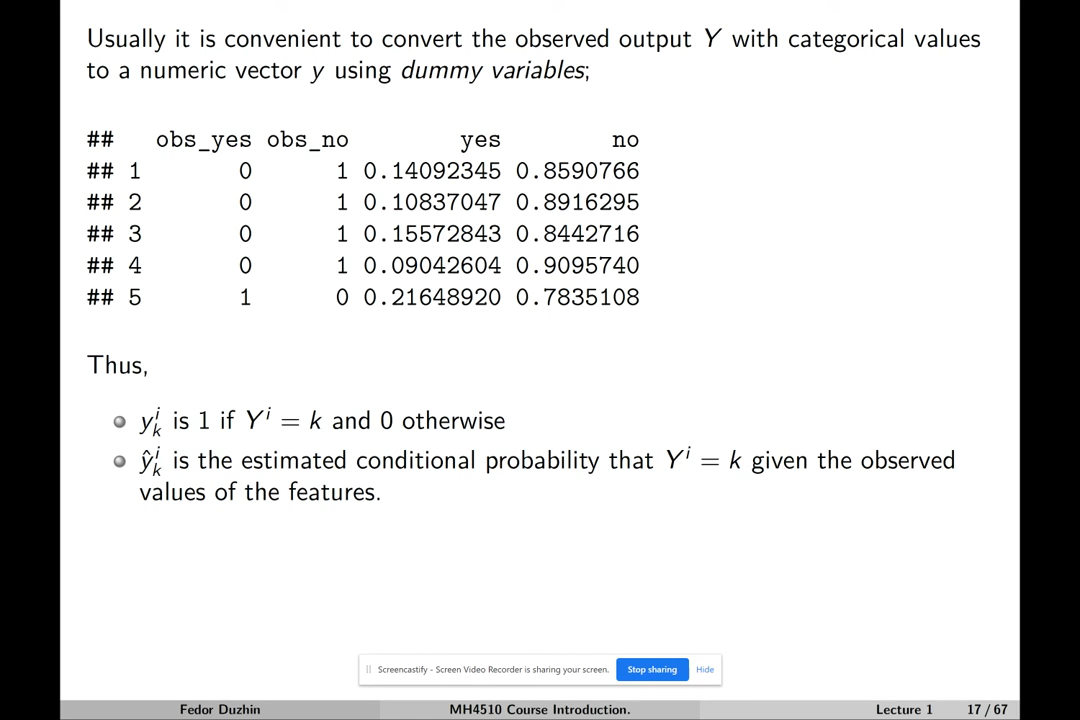 Usually it is convenient to convert the observed output Y with categorical values
to a numeric vector y using dummy variables;
## obs_yes obs_no yes no
## 1 0 1 0.14092345 0.8590766
## 2 0 1 0.10837047 0.8916295
## 3 0 1 0.15572843 0.8442716
## 4 0 1 0.09042604 0.9095740
## 5 1 0 0.21648920 0.7835108
Thus,
y_k^i is 1 if Y^i = k and 0 otherwise
ŷ_k^i is the estimated conditional probability that Y^i = k given the observed
values of the features.
Screencastify - Screen Video Recorder is sharing your screen. Stop sharing Hide
Fedor Duzhin MH4510 Course Introduction. Lecture 1 17 / 67